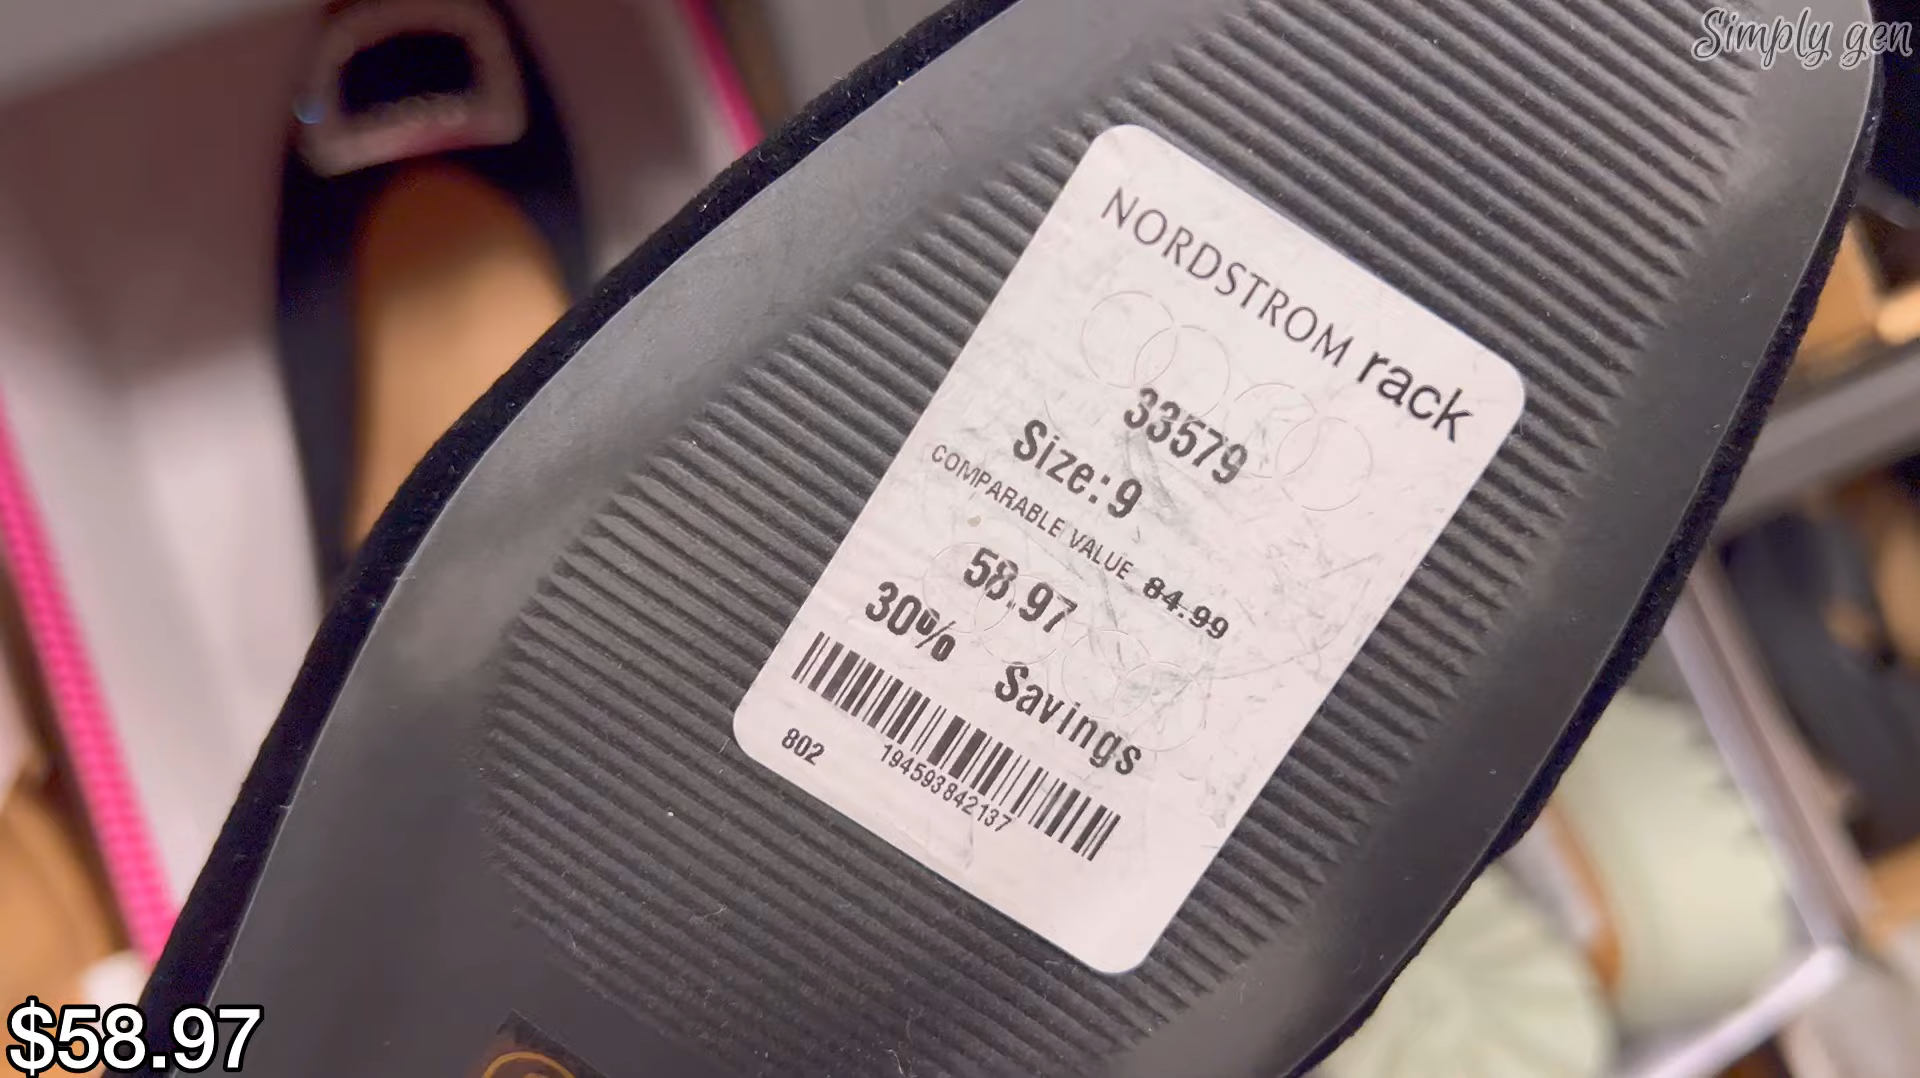 Simply gen
NORDSTROM rack
33579
Size:9
COMPARABLE VALUE 84.99
58.97
30% Savings
802 194593842137
$58.97